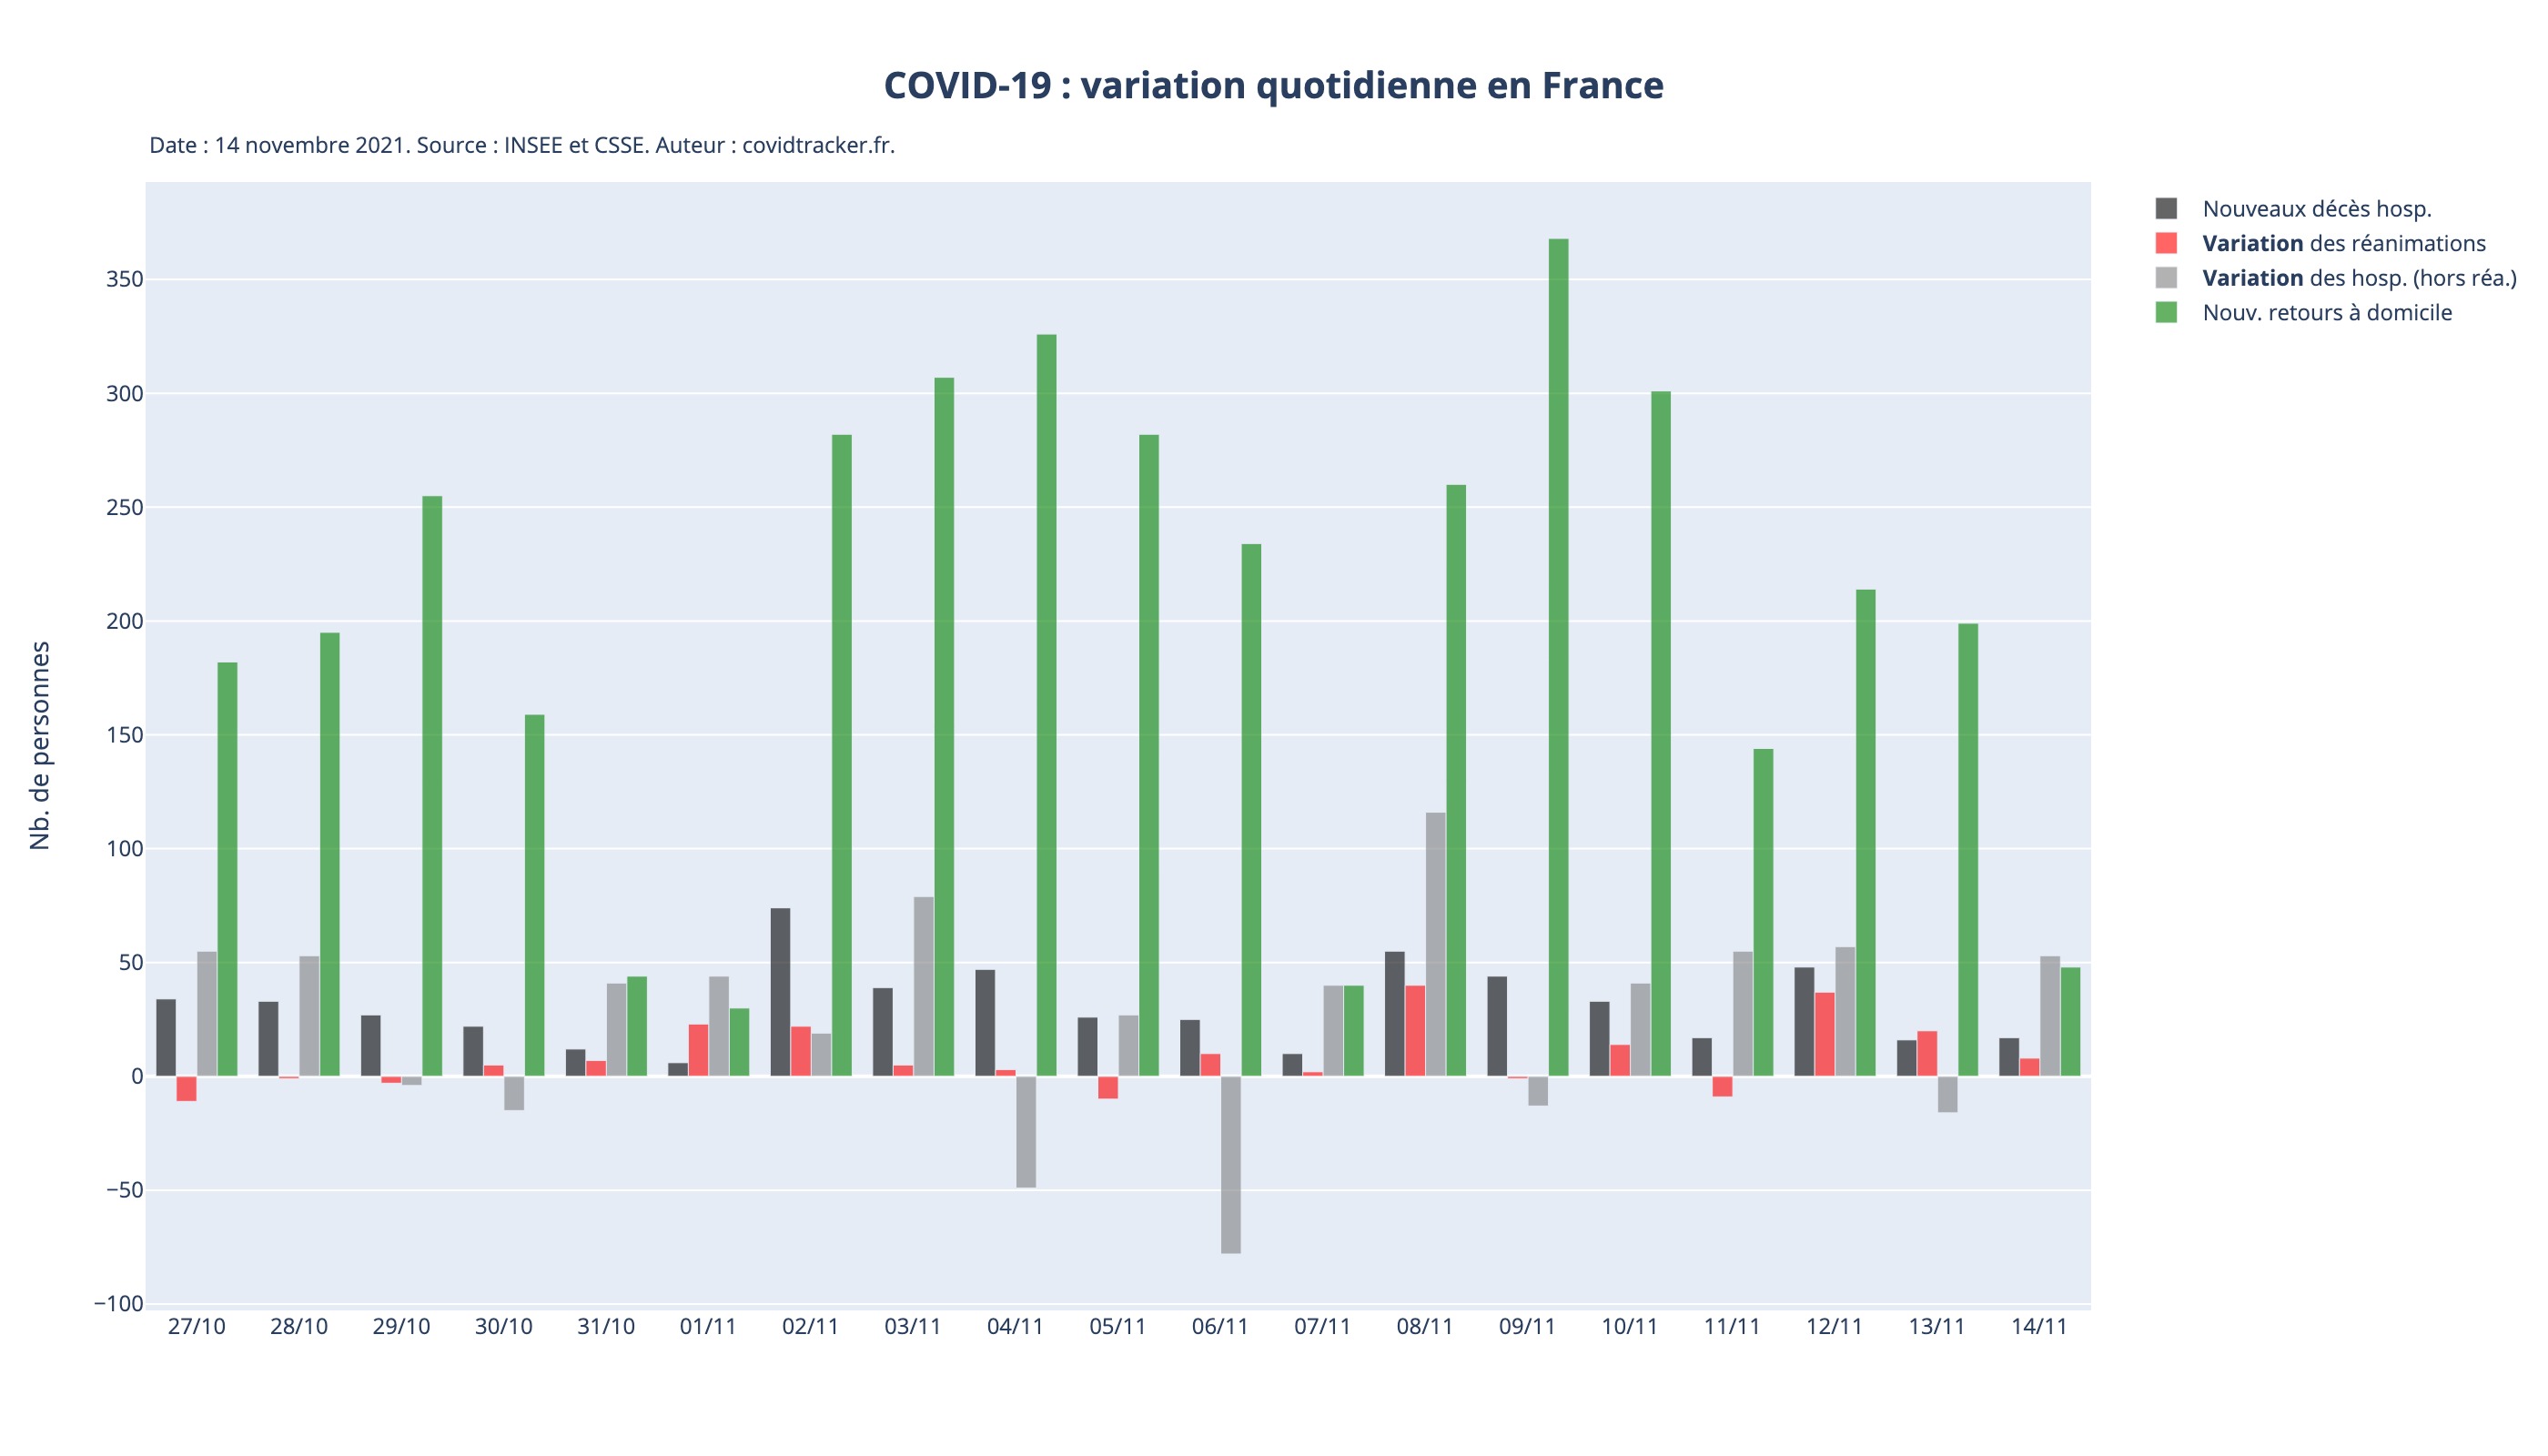 COVID-19 : variation quotidienne en France
Date : 14 novembre 2021. Source : INSEE et CSSE. Auteur : covidtracker.fr.
Nouveaux décès hosp.
Variation des réanimations
Variation des hosp. (hors réa.)
Nouv. retours à domicile
Nb. de personnes
350
300
250
200
150
100
50
0
−50
−100
27/10 28/10 29/10 30/10 31/10 01/11 02/11 03/11 04/11 05/11 06/11 07/11 08/11 09/11 10/11 11/11 12/11 13/11 14/11